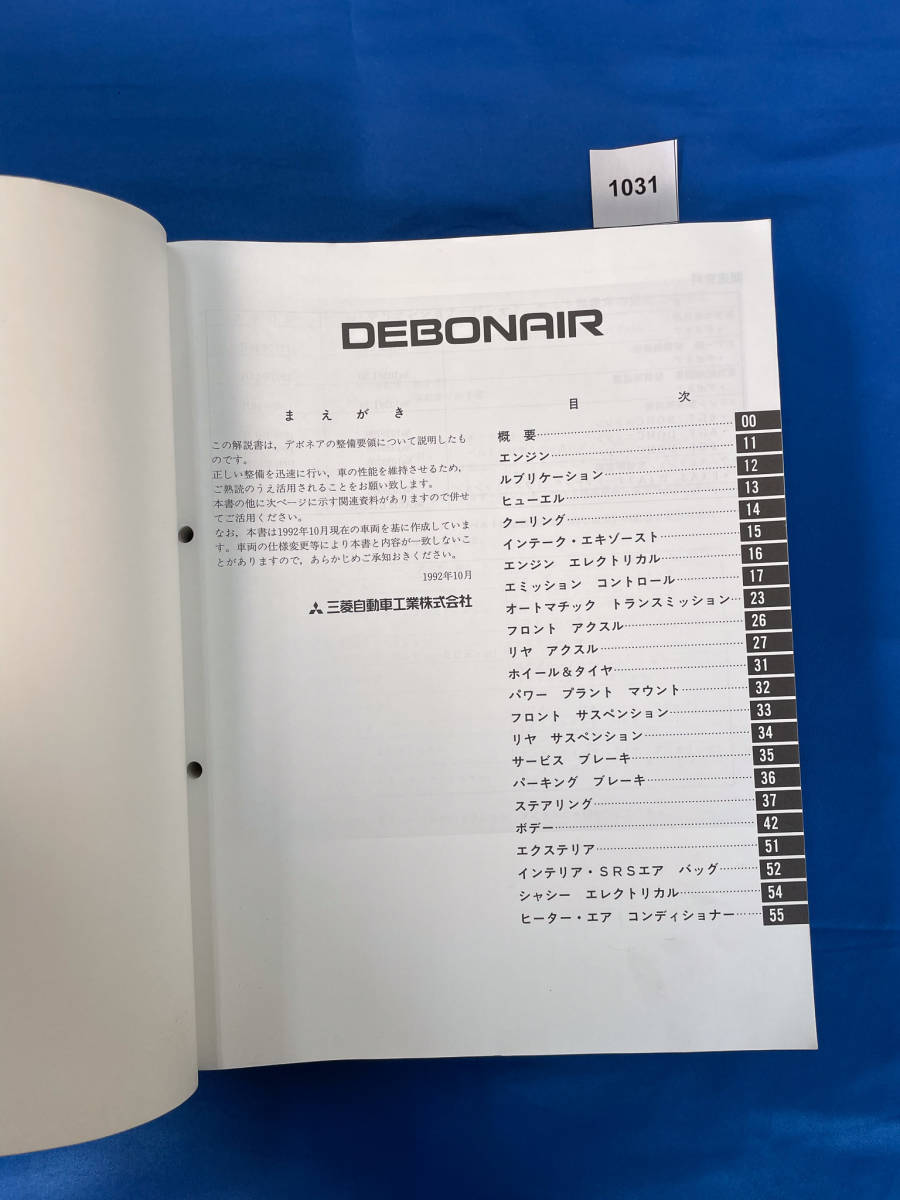 1031
DEBONAIR
まえがき
この解説書は，デボネアの整備要領について説明したも
のです。
正しい整備を迅速に行い，車の性能を維持させるため，
ご熟読のうえ活用されることをお願い致します。
本書の他に次ページに示す関連資料がありますので併せ
てご活用ください。
なお，本書は1992年10月現在の車両を基に作成していま
す。車両の仕様変更等により本書と内容が一致しないこ
とがありますので，あらかじめご承知おきください。
1992年10月
三菱自動車工業株式会社
目次
概要 00
エンジン 11
ルブリケーション 12
ヒューエル 13
クーリング 14
インテーク・エキゾースト 15
エンジン エレクトリカル 16
エミッション コントロール 17
オートマチック トランスミッション 23
フロント アクスル 26
リヤ アクスル 27
ホイール＆タイヤ 31
パワー プラント マウント 32
フロント サスペンション 33
リヤ サスペンション 34
サービス ブレーキ 35
パーキング ブレーキ 36
ステアリング 37
ボデー 42
エクステリア 51
インテリア・ＳＲＳエア バッグ 52
シャシー エレクトリカル 54
ヒーター・エア コンディショナー 55